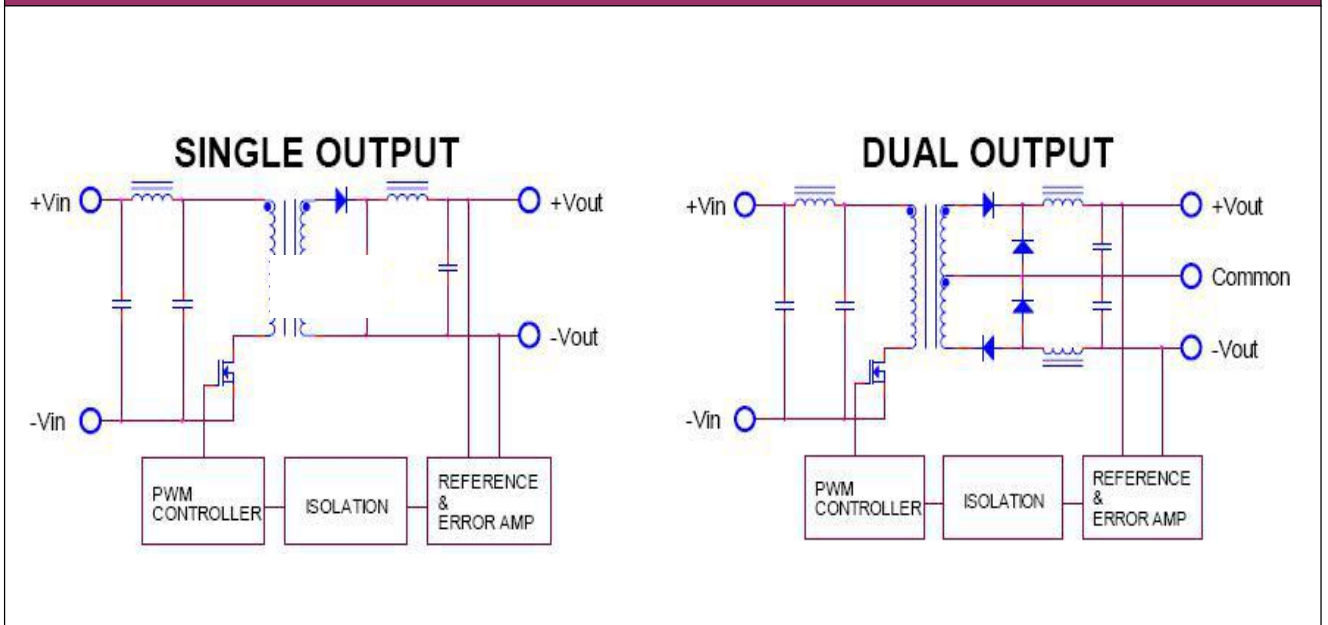 SINGLE OUTPUT
+Vin
+Vout
-Vout
-Vin
PWM
CONTROLLER
ISOLATION
REFERENCE
&
ERROR AMP
DUAL OUTPUT
+Vin
+Vout
Common
-Vout
-Vin
PWM
CONTROLLER
ISOLATION
REFERENCE
&
ERROR AMP